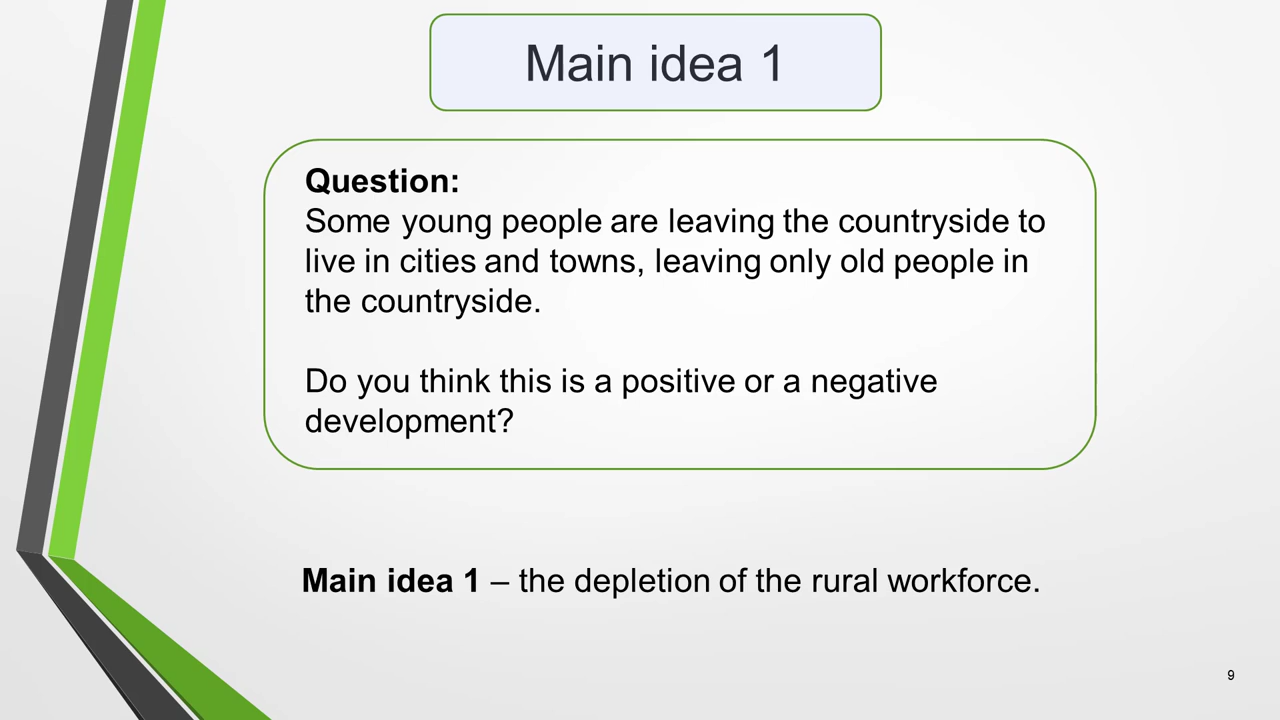 Main idea 1
Question:
Some young people are leaving the countryside to
live in cities and towns, leaving only old people in
the countryside.
Do you think this is a positive or a negative
development?
Main idea 1 – the depletion of the rural workforce.
9